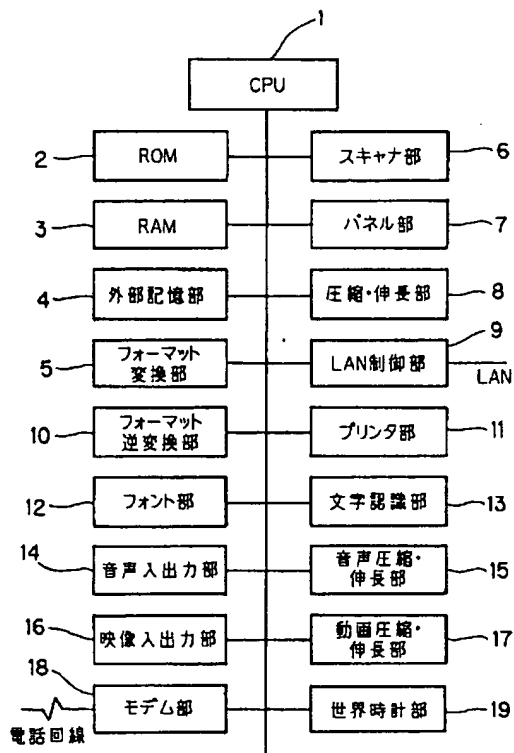 1
CPU
2
ROM
スキャナ部
6
3
RAM
パネル部
7
4
外部記憶部
圧縮・伸長部
8
5
フォーマット
変換部
LAN制御部
9
LAN
10
フォーマット
逆変換部
プリンタ部
11
12
フォント部
文字認識部
13
14
音声入出力部
音声圧縮・
伸長部
15
16
映像入出力部
動画圧縮・
伸長部
17
18
モデム部
世界時計部
19
電話回線